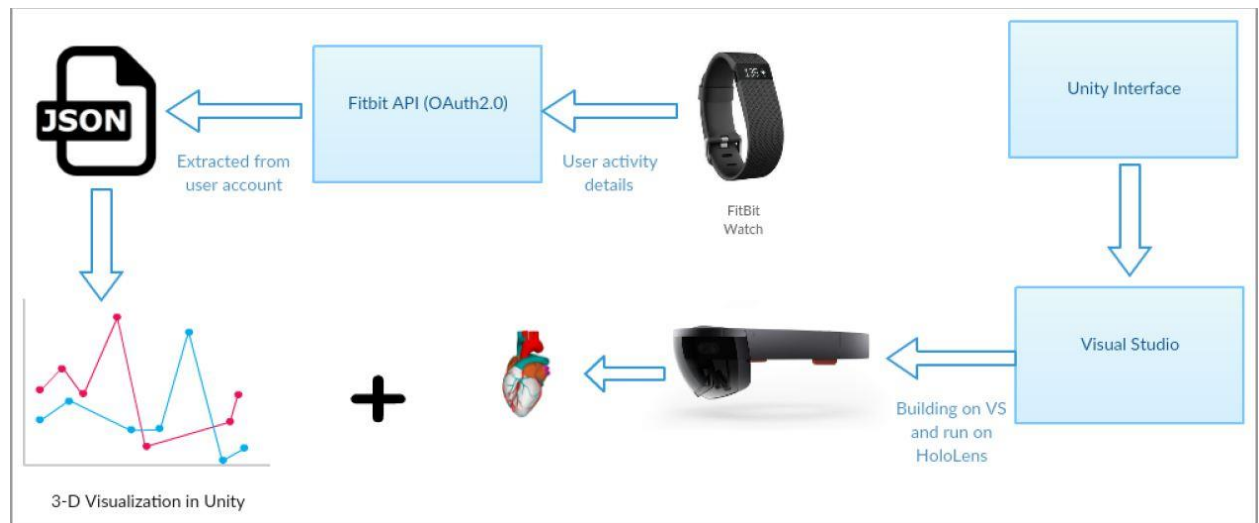 JSON
Fitbit API (OAuth2.0)
Unity Interface
Extracted from
user account
User activity
details
FitBit
Watch
Visual Studio
Building on VS
and run on
HoloLens
3-D Visualization in Unity